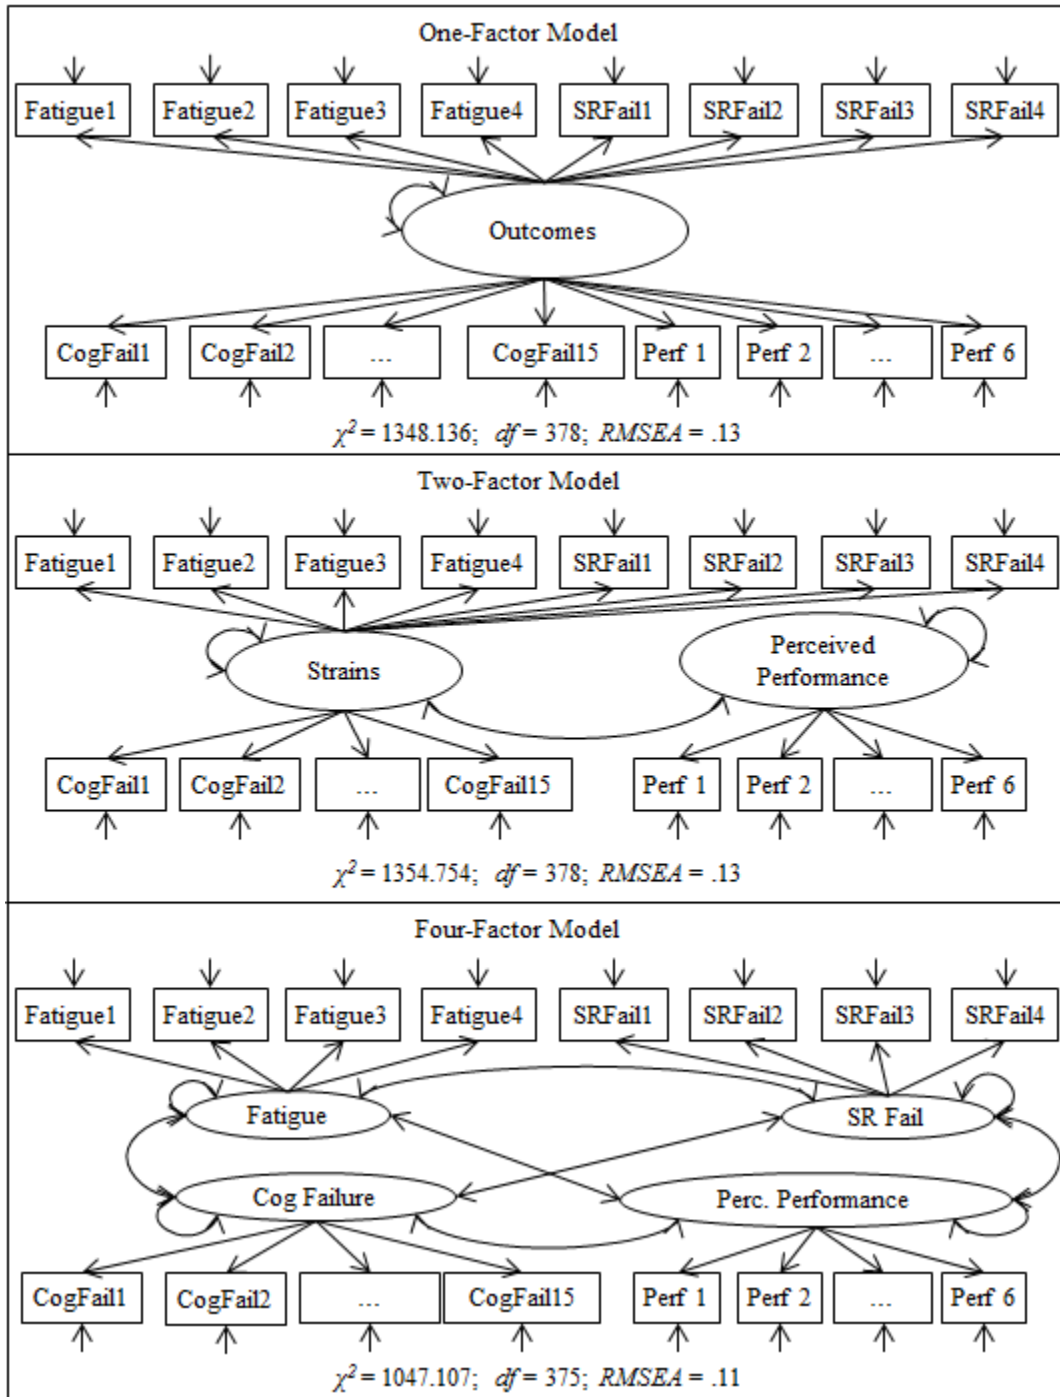 One-Factor Model
Fatigue1 Fatigue2 Fatigue3 Fatigue4 SRFail1 SRFail2 SRFail3 SRFail4
Outcomes
CogFail1 CogFail2 ... CogFail15 Perf 1 Perf 2 ... Perf 6
χ² = 1348.136; df = 378; RMSEA = .13
Two-Factor Model
Fatigue1 Fatigue2 Fatigue3 Fatigue4 SRFail1 SRFail2 SRFail3 SRFail4
Strains
Perceived
Performance
CogFail1 CogFail2 ... CogFail15 Perf 1 Perf 2 ... Perf 6
χ² = 1354.754; df = 378; RMSEA = .13
Four-Factor Model
Fatigue1 Fatigue2 Fatigue3 Fatigue4 SRFail1 SRFail2 SRFail3 SRFail4
Fatigue SR Fail
Cog Failure Perc. Performance
CogFail1 CogFail2 ... CogFail15 Perf 1 Perf 2 ... Perf 6
χ² = 1047.107; df = 375; RMSEA = .11